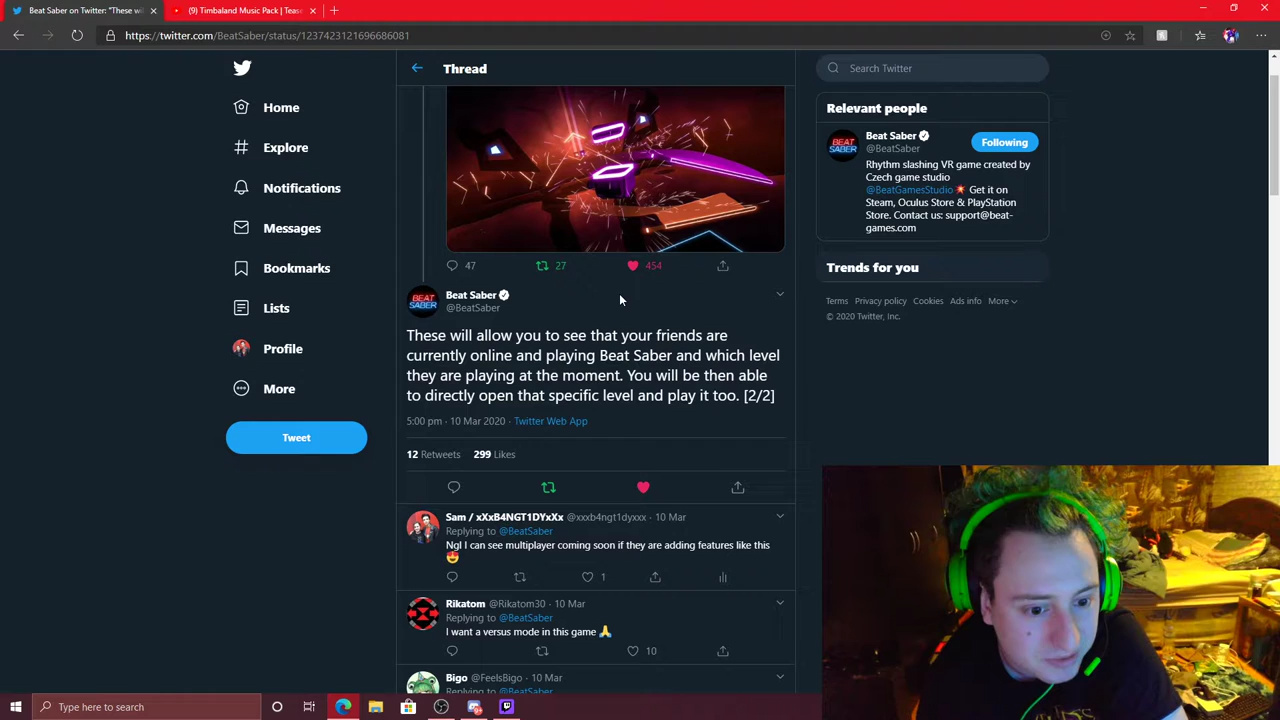 Beat Saber on Twitter: "These wi
(9) Timbaland Music Pack | Tease
https://twitter.com/BeatSaber/status/1237423121696686081
Home
Explore
Notifications
Messages
Bookmarks
Lists
Profile
More
Tweet
Thread
47
27
454
BEAT
SABER
Beat Saber
@BeatSaber
These will allow you to see that your friends are
currently online and playing Beat Saber and which level
they are playing at the moment. You will be then able
to directly open that specific level and play it too. [2/2]
5:00 pm · 10 Mar 2020 · Twitter Web App
12 Retweets 299 Likes
Sam / xXxB4NGT1DYxXx @xxxb4ngt1dyxxx · 10 Mar
Replying to @BeatSaber
Ngl I can see multiplayer coming soon if they are adding features like this
😍
1
Rikatom @Rikatom30 · 10 Mar
Replying to @BeatSaber
I want a versus mode in this game 🙏
10
Bigo @FeelsBigo · 10 Mar
Replying to @BeatSaber
Search Twitter
Relevant people
BEAT
SABER
Beat Saber
@BeatSaber
Following
Rhythm slashing VR game created by
Czech game studio
@BeatGamesStudio 💥 Get it on
Steam, Oculus Store & PlayStation
Store. Contact us: support@beat-
games.com
Trends for you
Terms Privacy policy Cookies Ads info More
© 2020 Twitter, Inc.
Type here to search